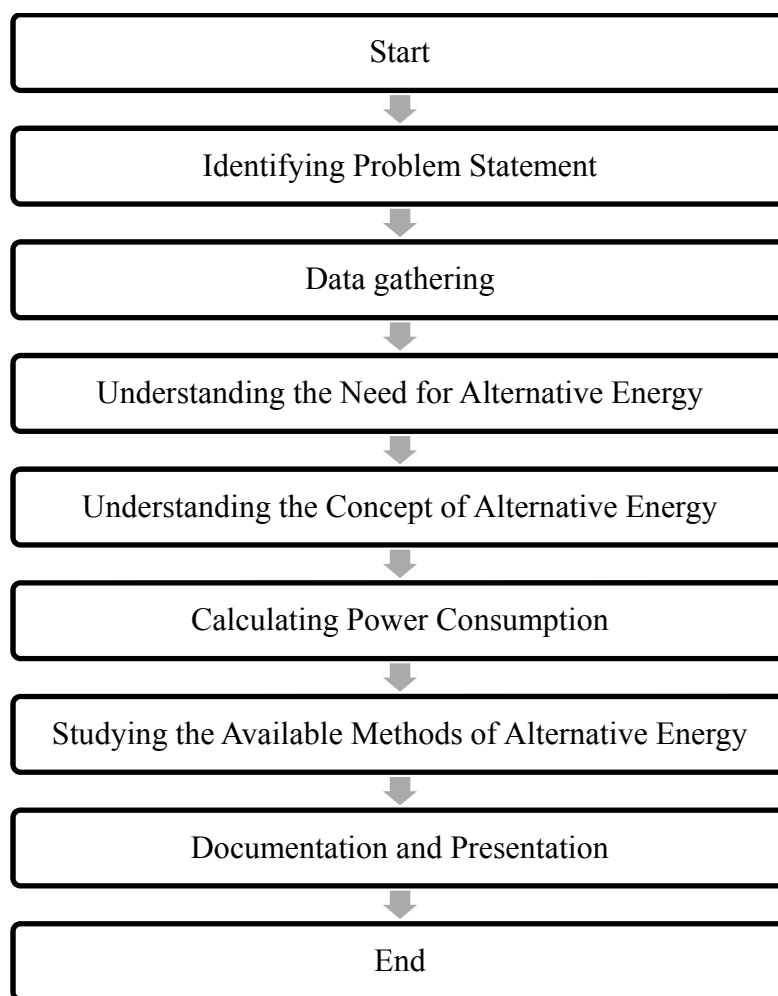 Start
Identifying Problem Statement
Data gathering
Understanding the Need for Alternative Energy
Understanding the Concept of Alternative Energy
Calculating Power Consumption
Studying the Available Methods of Alternative Energy
Documentation and Presentation
End